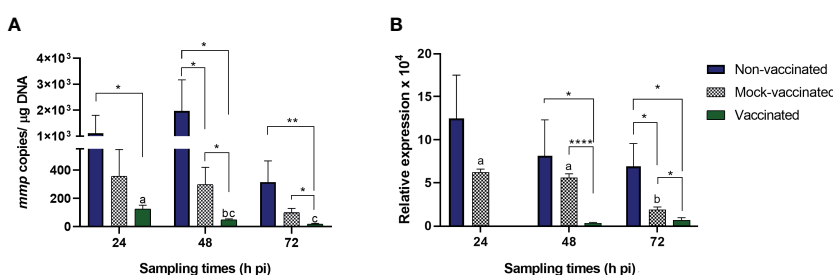 A
B
mmp copies/ µg DNA
4×10³
3×10³
2×10³
1×10³
400
200
0
*
*
*
*
**
*
a
bc
c
24
48
72
Sampling times (h pi)
Relative expression x 10⁴
20
15
10
5
0
*
****
*
*
*
a
a
b
24
48
72
Sampling times (h pi)
Non-vaccinated
Mock-vaccinated
Vaccinated